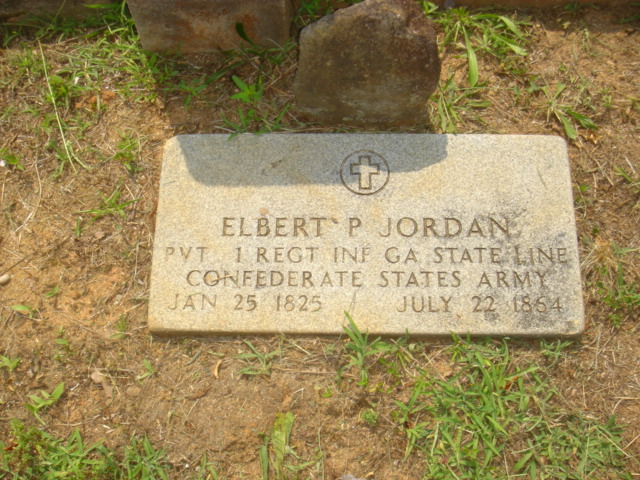 ELBERT P JORDAN
PVT 1 REGT INF GA STATE LINE
CONFEDERATE STATES ARMY
JAN 25 1825 JULY 22 1864